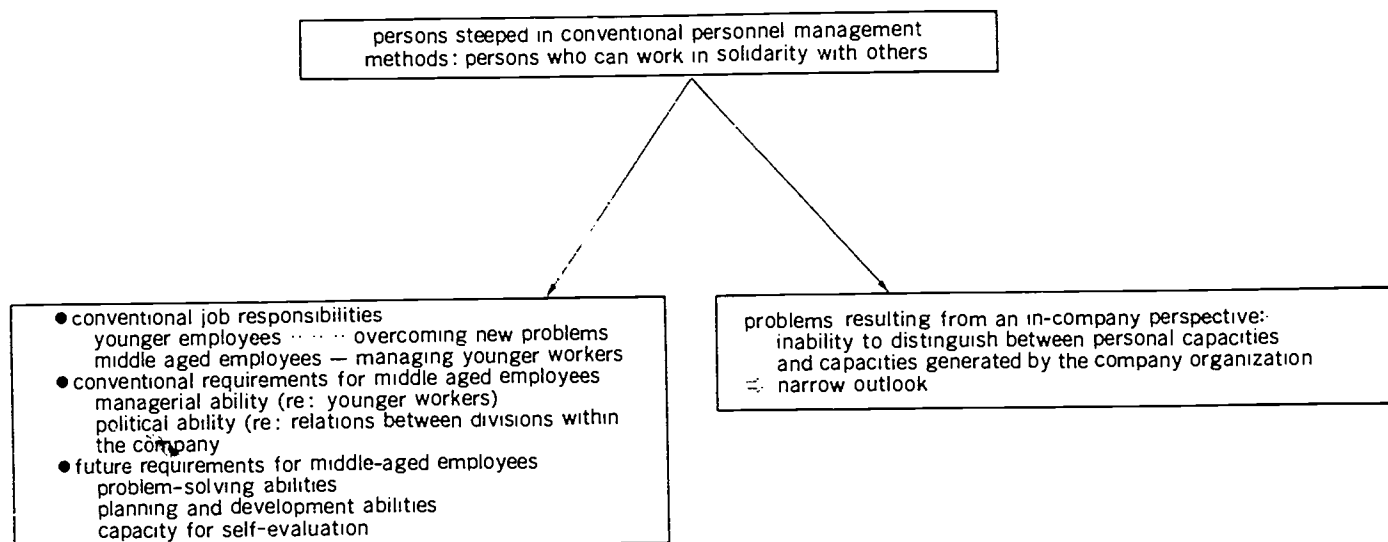 persons steeped in conventional personnel management
methods: persons who can work in solidarity with others
● conventional job responsibilities
younger employees ······ overcoming new problems
middle aged employees — managing younger workers
● conventional requirements for middle aged employees
managerial ability (re: younger workers)
political ability (re: relations between divisions within
the company
● future requirements for middle-aged employees
problem-solving abilities
planning and development abilities
capacity for self-evaluation
problems resulting from an in-company perspective:
inability to distinguish between personal capacities
and capacities generated by the company organization
⇒ narrow outlook